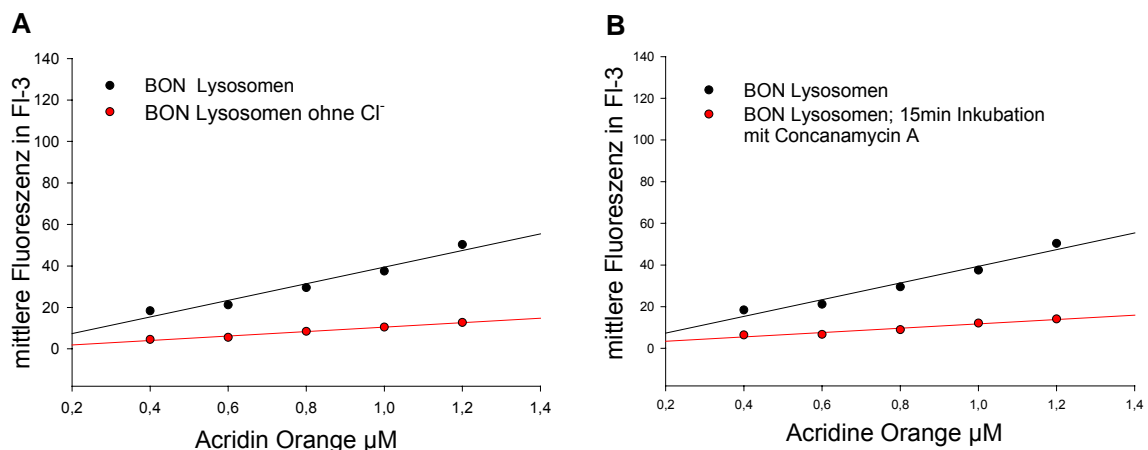 A
mittlere Fluoreszenz in Fl-3
140
120
100
80
60
40
20
0
BON Lysosomen
BON Lysosomen ohne Cl⁻
0,2 0,4 0,6 0,8 1,0 1,2 1,4
Acridin Orange µM
B
mittlere Fluoreszenz in Fl-3
140
120
100
80
60
40
20
0
BON Lysosomen
BON Lysosomen; 15min Inkubation
mit Concanamycin A
0,2 0,4 0,6 0,8 1,0 1,2 1,4
Acridine Orange µM